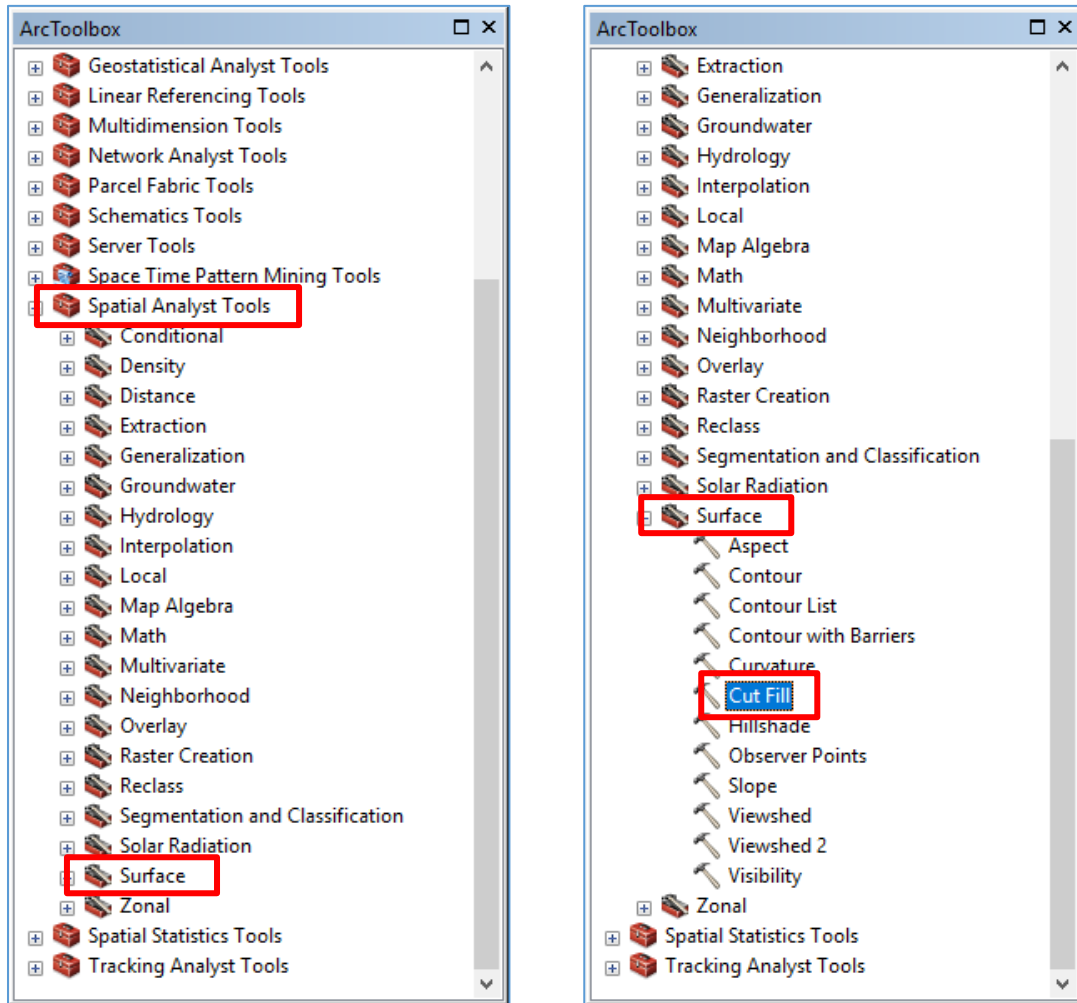 ArcToolbox
Geostatistical Analyst Tools
Linear Referencing Tools
Multidimension Tools
Network Analyst Tools
Parcel Fabric Tools
Schematics Tools
Server Tools
Space Time Pattern Mining Tools
Spatial Analyst Tools
Conditional
Density
Distance
Extraction
Generalization
Groundwater
Hydrology
Interpolation
Local
Map Algebra
Math
Multivariate
Neighborhood
Overlay
Raster Creation
Reclass
Segmentation and Classification
Solar Radiation
Surface
Zonal
Spatial Statistics Tools
Tracking Analyst Tools
ArcToolbox
Extraction
Generalization
Groundwater
Hydrology
Interpolation
Local
Map Algebra
Math
Multivariate
Neighborhood
Overlay
Raster Creation
Reclass
Segmentation and Classification
Solar Radiation
Surface
Aspect
Contour
Contour List
Contour with Barriers
Curvature
Cut Fill
Hillshade
Observer Points
Slope
Viewshed
Viewshed 2
Visibility
Zonal
Spatial Statistics Tools
Tracking Analyst Tools